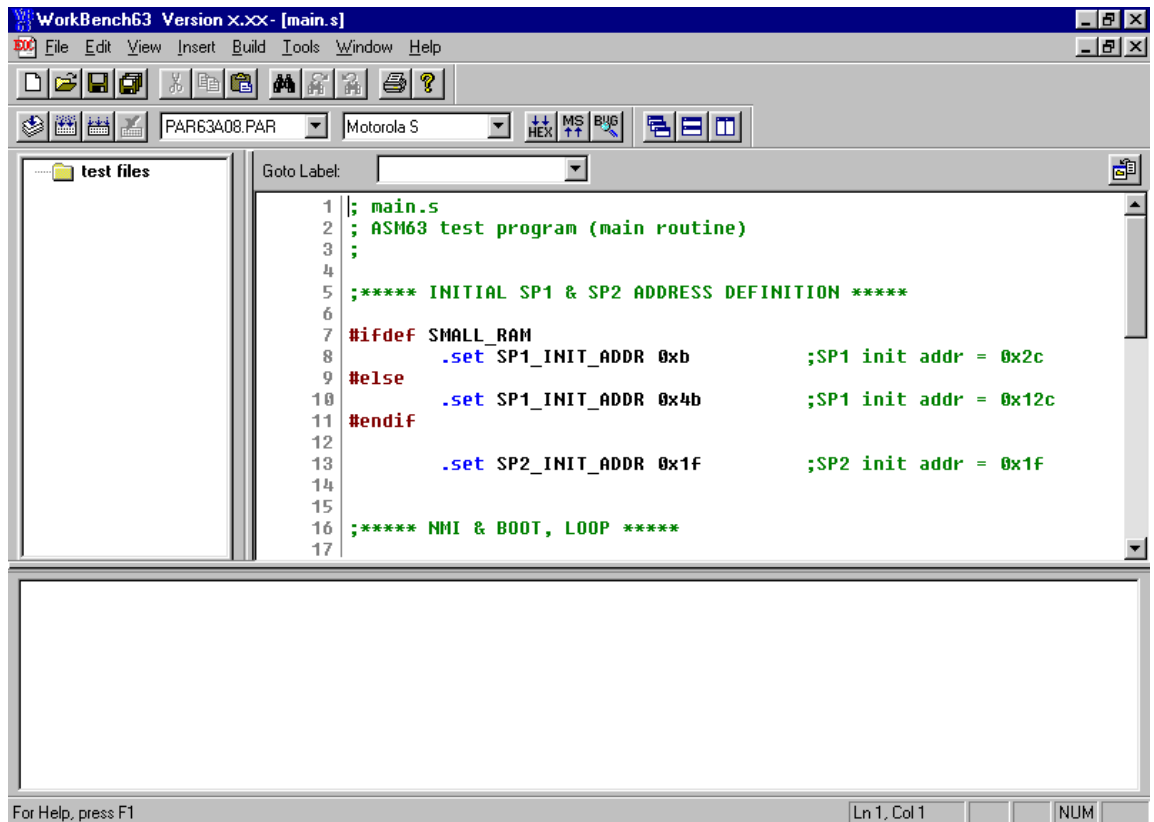 WorkBench63 Version x.xx- [main.s]
File Edit View Insert Build Tools Window Help
PAR63A08.PAR Motorola S HEX MS BUG
test files
Goto Label:
1 ; main.s
2 ; ASM63 test program (main routine)
3 ;
4
5 ;***** INITIAL SP1 & SP2 ADDRESS DEFINITION *****
6
7 #ifdef SMALL_RAM
8 .set SP1_INIT_ADDR 0xb ;SP1 init addr = 0x2c
9 #else
10 .set SP1_INIT_ADDR 0x4b ;SP1 init addr = 0x12c
11 #endif
12
13 .set SP2_INIT_ADDR 0x1f ;SP2 init addr = 0x1f
14
15
16 ;***** NMI & BOOT, LOOP *****
17
For Help, press F1 Ln 1, Col 1 NUM